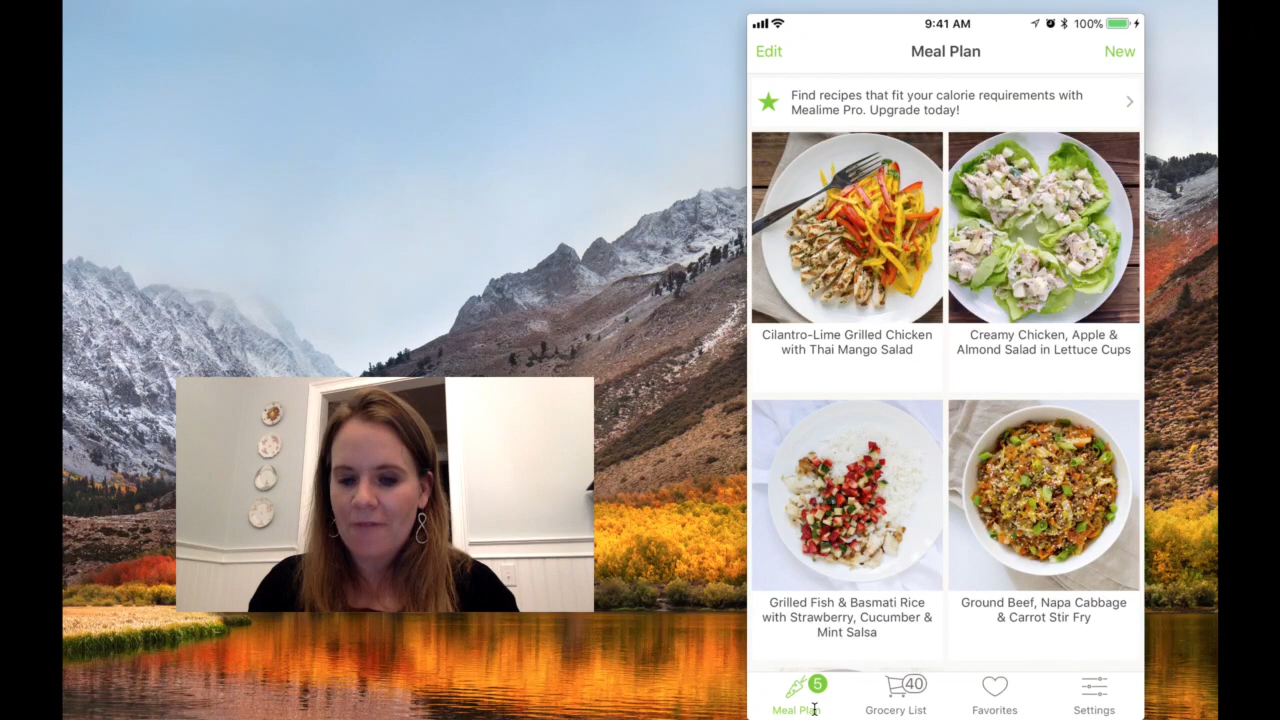 9:41 AM
100%
Edit
Meal Plan
New
Find recipes that fit your calorie requirements with
Mealime Pro. Upgrade today!
Cilantro-Lime Grilled Chicken
with Thai Mango Salad
Creamy Chicken, Apple &
Almond Salad in Lettuce Cups
Grilled Fish & Basmati Rice
with Strawberry, Cucumber &
Mint Salsa
Ground Beef, Napa Cabbage
& Carrot Stir Fry
5
40
Meal Plan
Grocery List
Favorites
Settings